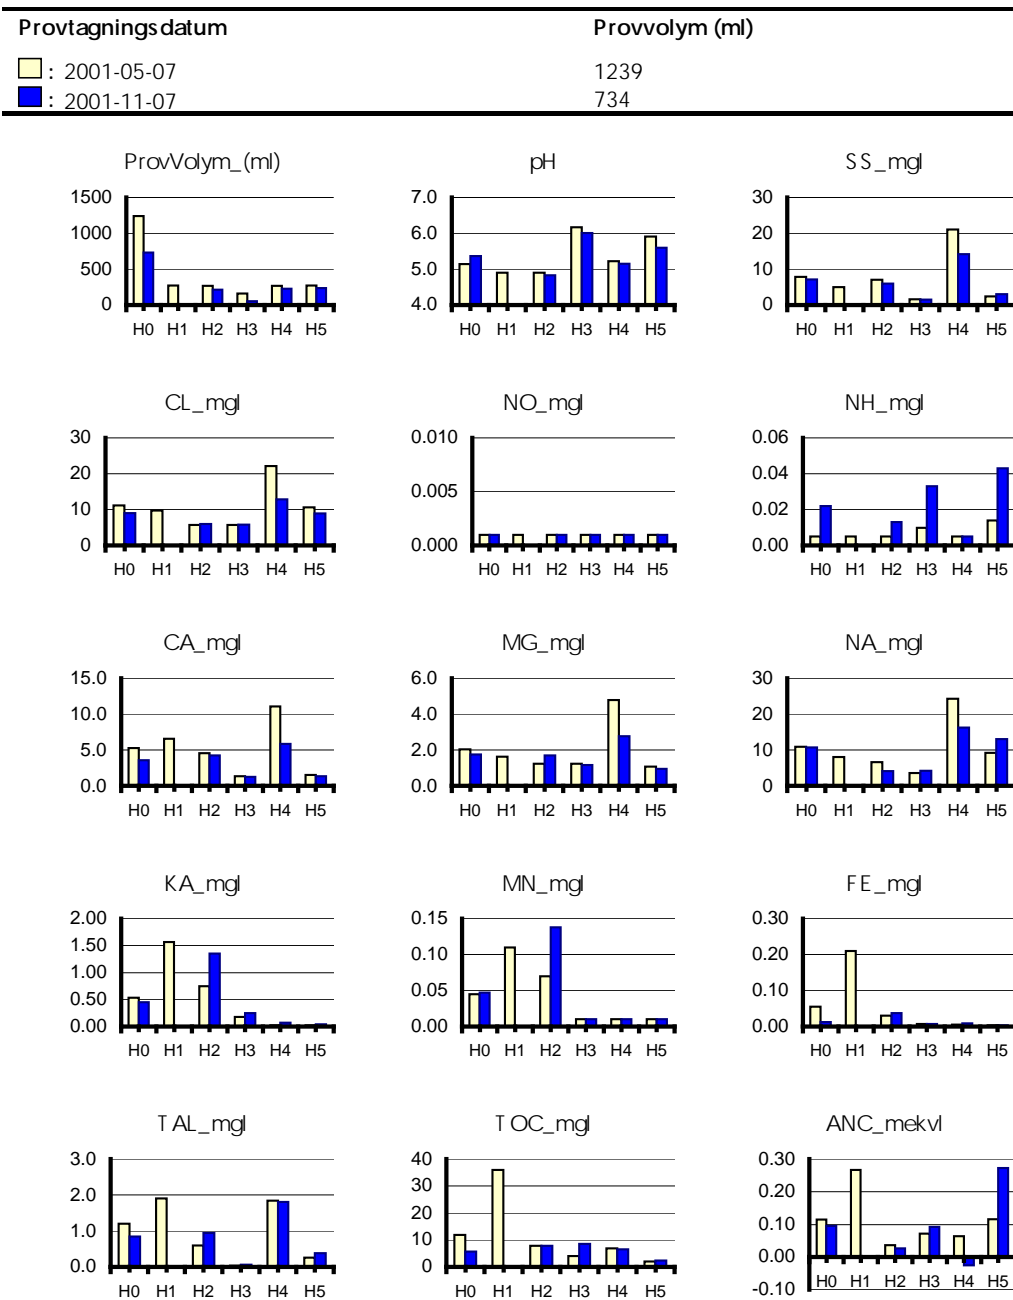 Provtagningsdatum Provvolym (ml)
: 2001-05-07 1239
: 2001-11-07 734
ProvVolym_(ml) pH SS_mgl
1500 7.0 30
1000 6.0 20
500 5.0 10
0 4.0 0
H0 H1 H2 H3 H4 H5 H0 H1 H2 H3 H4 H5 H0 H1 H2 H3 H4 H5
CL_mgl NO_mgl NH_mgl
30 0.010 0.06
20 0.04
0.005
10 0.02
0 0.000 0.00
H0 H1 H2 H3 H4 H5 H0 H1 H2 H3 H4 H5 H0 H1 H2 H3 H4 H5
CA_mgl MG_mgl NA_mgl
15.0 6.0 30
10.0 4.0 20
5.0 2.0 10
0.0 0.0 0
H0 H1 H2 H3 H4 H5 H0 H1 H2 H3 H4 H5 H0 H1 H2 H3 H4 H5
KA_mgl MN_mgl FE_mgl
2.00 0.15 0.30
1.50 0.10 0.20
1.00
0.50 0.05 0.10
0.00 0.00 0.00
H0 H1 H2 H3 H4 H5 H0 H1 H2 H3 H4 H5 H0 H1 H2 H3 H4 H5
TAL_mgl TOC_mgl ANC_mekvl
3.0 40 0.30
2.0 30 0.20
20 0.10
1.0 10 0.00
0.0 0 -0.10
H0 H1 H2 H3 H4 H5 H0 H1 H2 H3 H4 H5 H0 H1 H2 H3 H4 H5